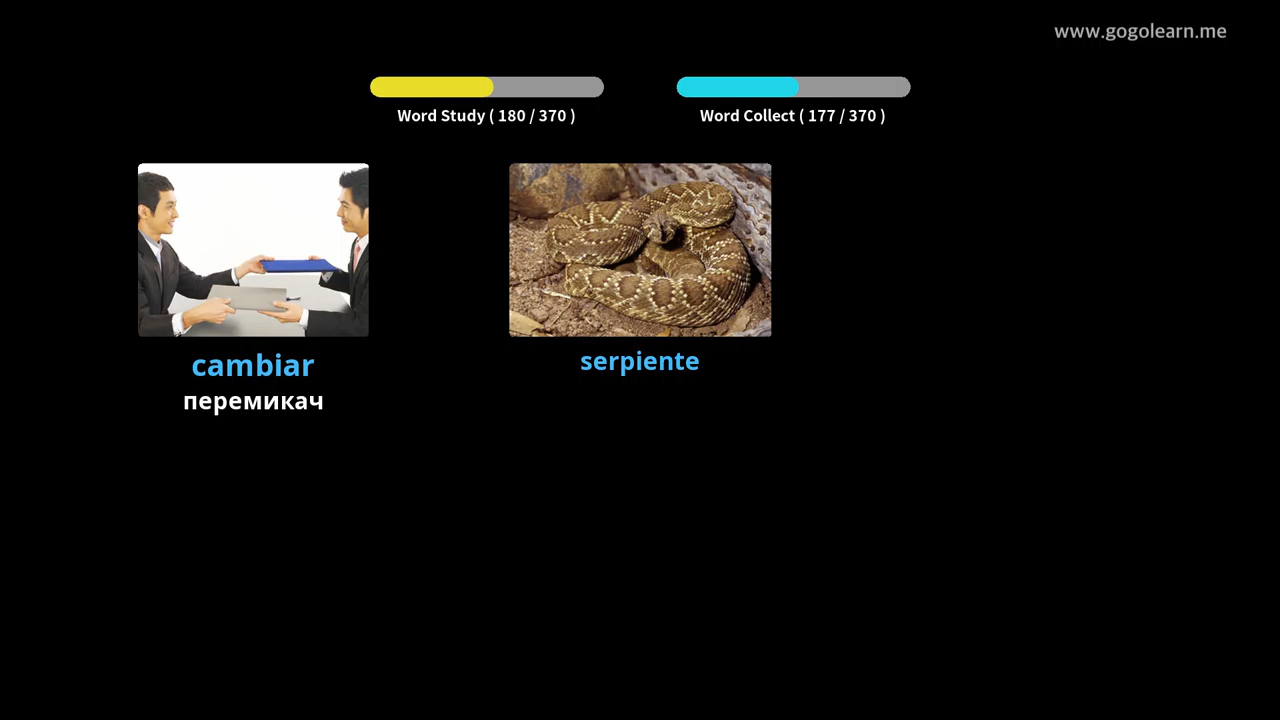 www.gogolearn.me
Word Study ( 180 / 370 )
Word Collect ( 177 / 370 )
cambiar
перемикач
serpiente